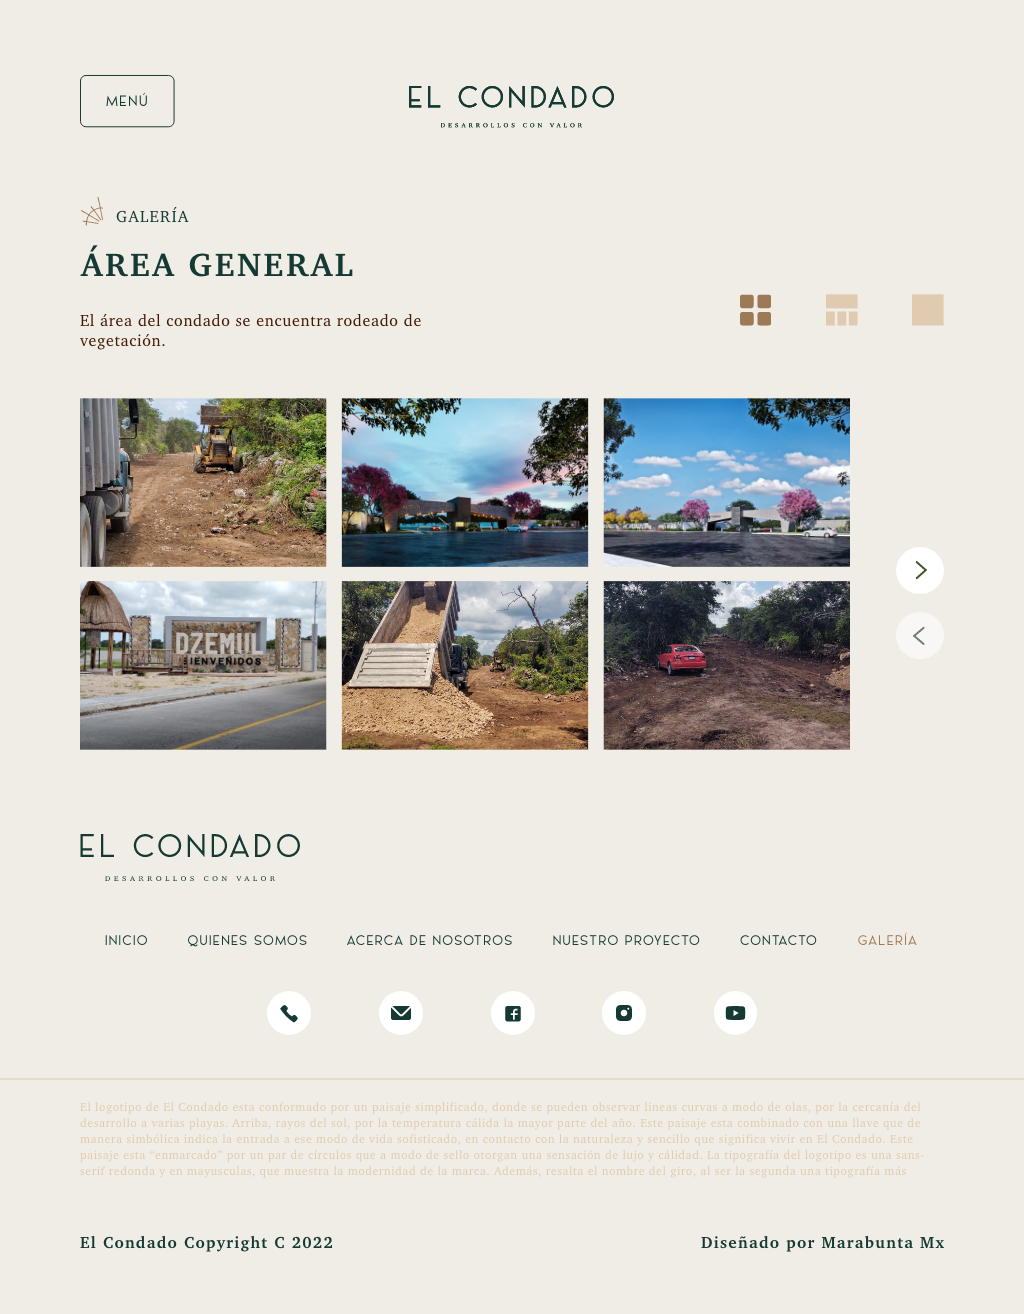 MENÚ
EL CONDADO
DESARROLLOS CON VALOR
GALERÍA
ÁREA GENERAL
El área del condado se encuentra rodeado de
vegetación.
DZEMUL
BIENVENIDOS
EL CONDADO
DESARROLLOS CON VALOR
INICIO QUIENES SOMOS ACERCA DE NOSOTROS NUESTRO PROYECTO CONTACTO GALERÍA
El logotipo de El Condado esta conformado por un paisaje simplificado, donde se pueden observar líneas curvas a modo de olas, por la cercanía del
desarrollo a varias playas. Arriba, rayos del sol, por la temperatura cálida la mayor parte del año. Este paisaje esta combinado con una llave que de
manera simbólica indica la entrada a ese modo de vida sofisticado, en contacto con la naturaleza y sencillo que significa vivir en El Condado. Este
paisaje esta “enmarcado” por un par de círculos que a modo de sello otorgan una sensación de lujo y cálidad. La tipografía del logotipo es una sans-
serif redonda y en mayusculas, que muestra la modernidad de la marca. Además, resalta el nombre del giro, al ser la segunda una tipografía más
El Condado Copyright C 2022
Diseñado por Marabunta Mx